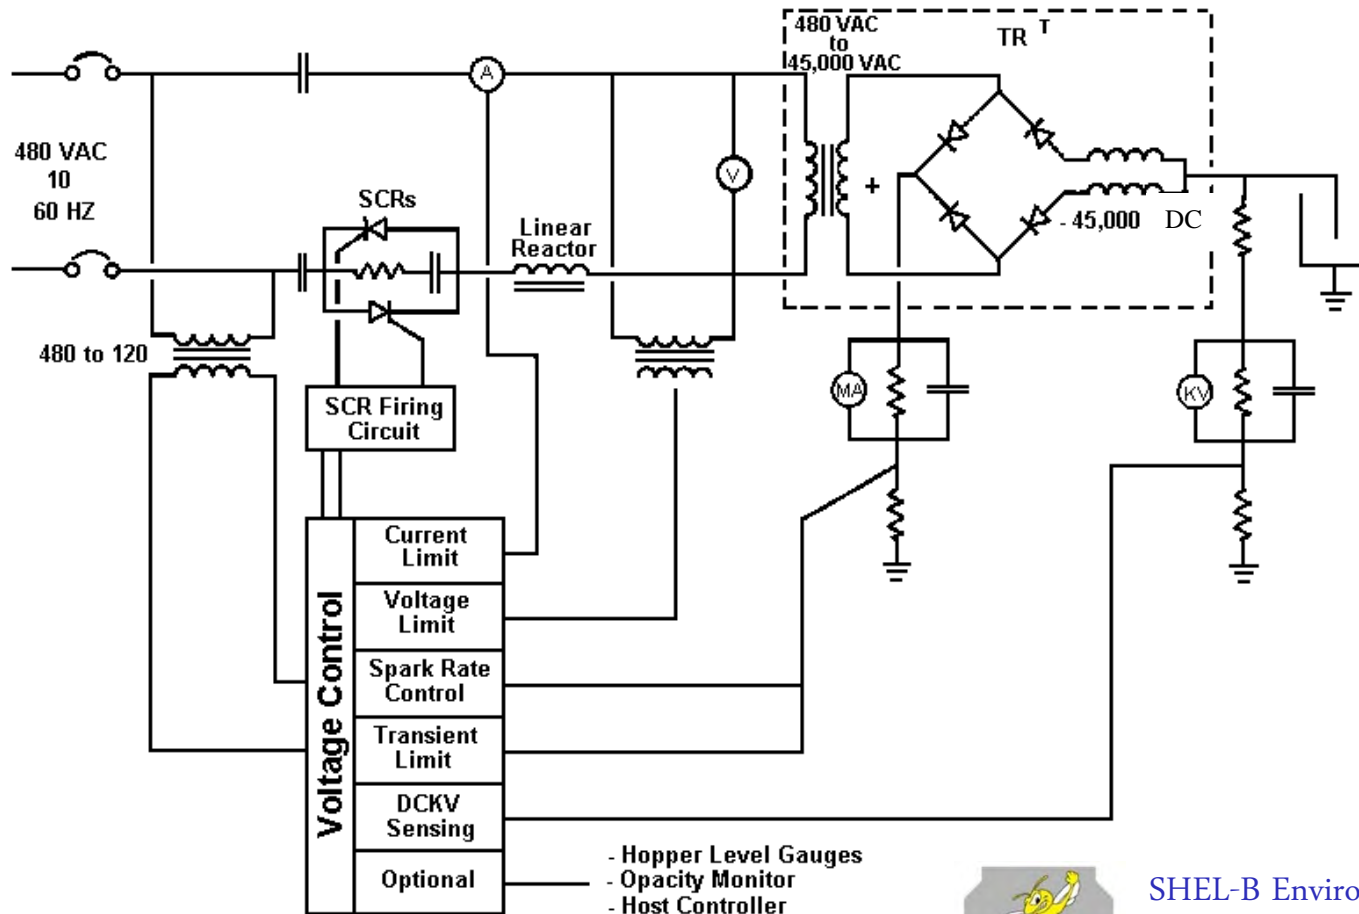 480 VAC
to
45,000 VAC
TR
T
A
480 VAC
10
60 HZ
SCRs
Linear
Reactor
V
+
- 45,000 DC
480 to 120
SCR Firing
Circuit
MA
KV
Voltage Control
Current
Limit
Voltage
Limit
Spark Rate
Control
Transient
Limit
DCKV
Sensing
Optional
- Hopper Level Gauges
- Opacity Monitor
- Host Controller
SHEL-B Enviro